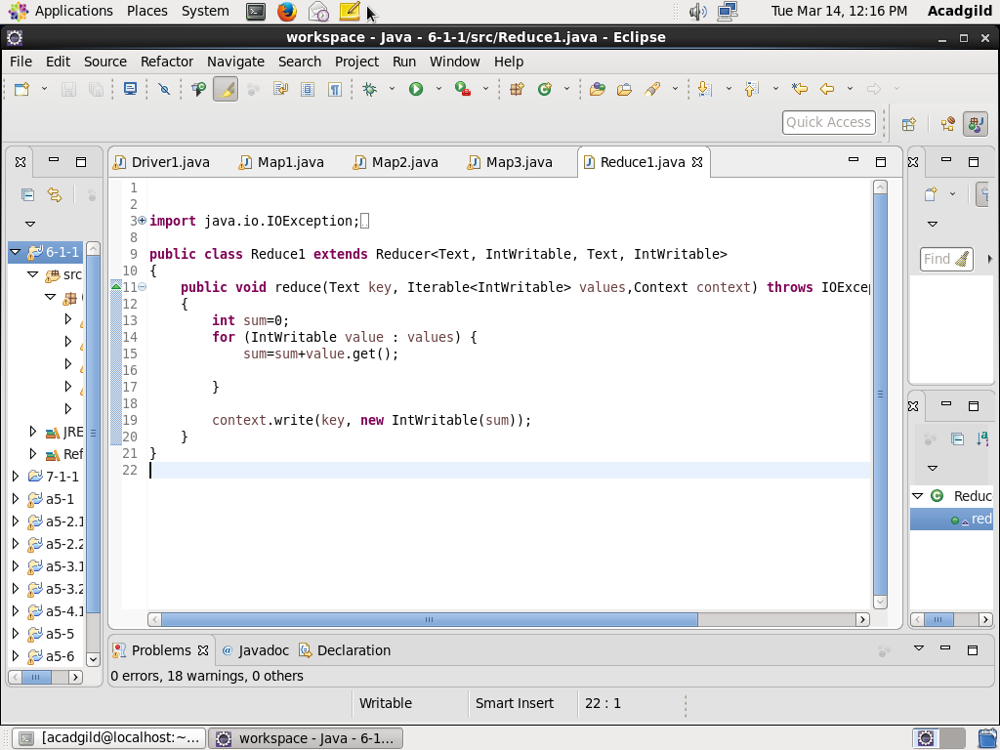 Applications Places System Tue Mar 14, 12:16 PM Acadgild
workspace - Java - 6-1-1/src/Reduce1.java - Eclipse
File Edit Source Refactor Navigate Search Project Run Window Help
Quick Access
Driver1.java Map1.java Map2.java Map3.java Reduce1.java
1
2
3 import java.io.IOException;
8
9 public class Reduce1 extends Reducer<Text, IntWritable, Text, IntWritable>
10 {
11 public void reduce(Text key, Iterable<IntWritable> values,Context context) throws IOExcep
12 {
13 int sum=0;
14 for (IntWritable value : values) {
15 sum=sum+value.get();
16
17 }
18
19 context.write(key, new IntWritable(sum));
20 }
21 }
22
6-1-1
src
JRE
Ref
7-1-1
a5-1
a5-2.1
a5-2.2
a5-3.1
a5-3.2
a5-4.1
a5-5
a5-6
Find
Reduc
red
Problems @ Javadoc Declaration
0 errors, 18 warnings, 0 others
Writable Smart Insert 22 : 1
[acadgild@localhost:~... workspace - Java - 6-1...